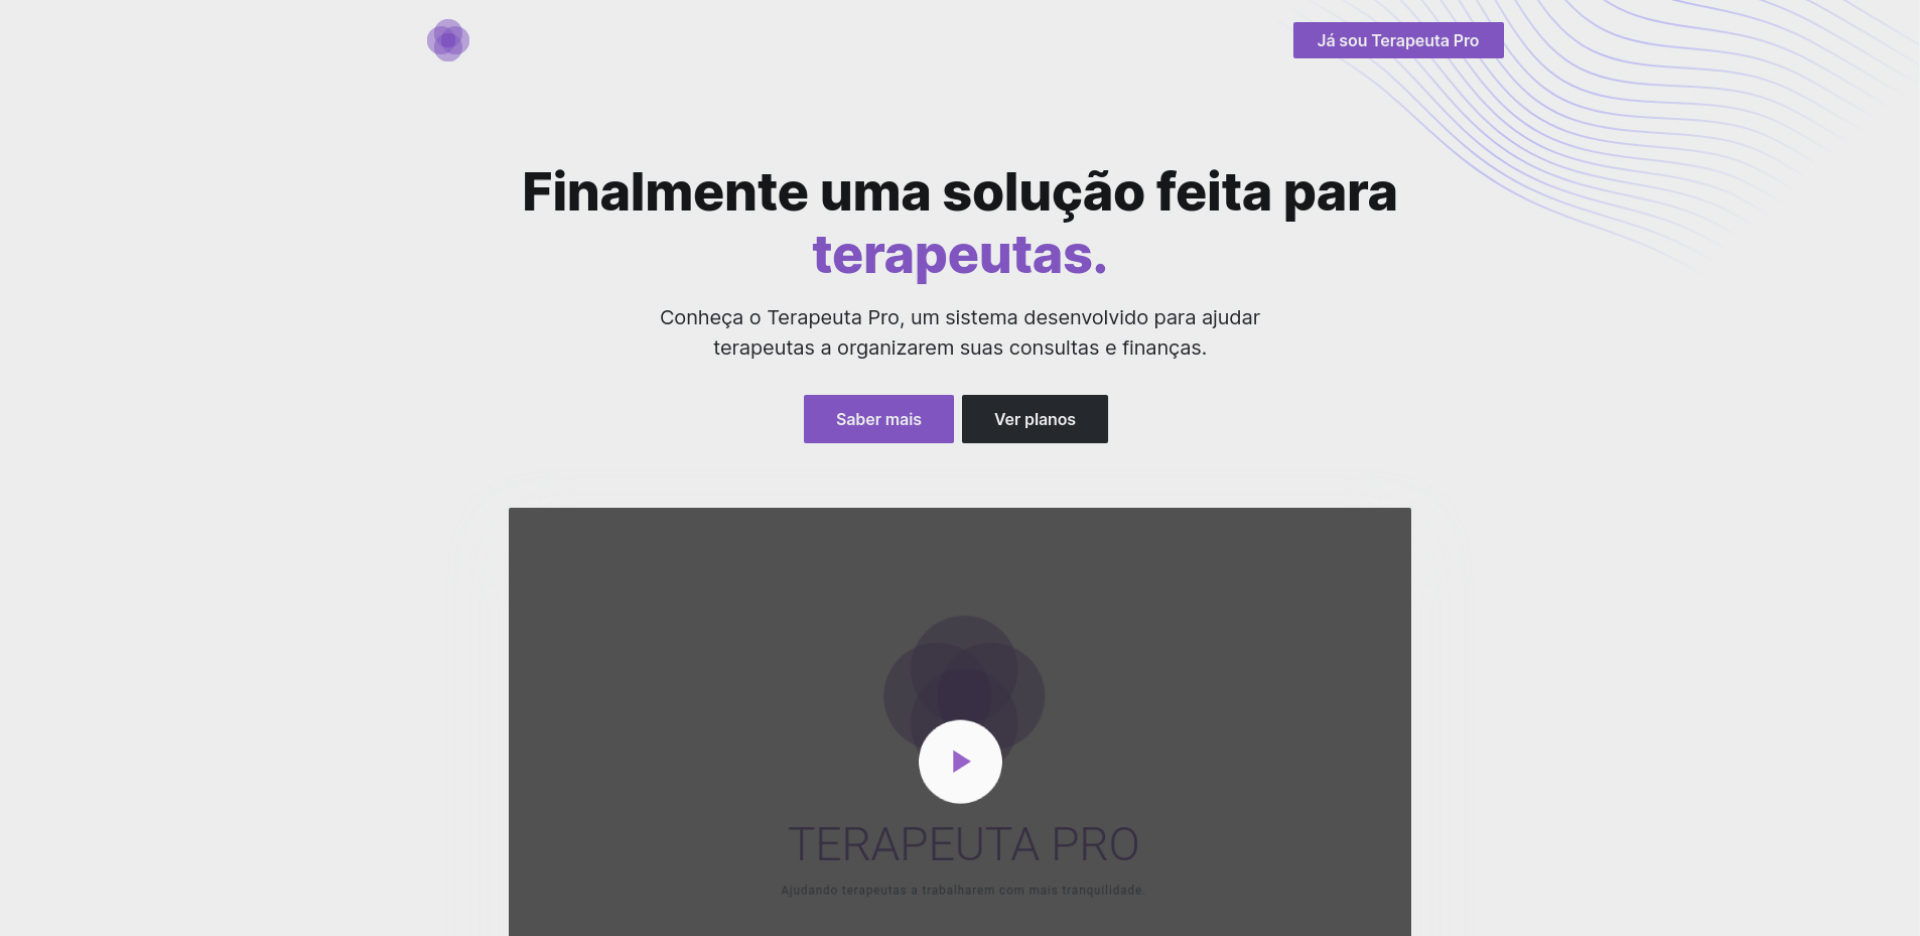 Já sou Terapeuta Pro
Finalmente uma solução feita para
terapeutas.
Conheça o Terapeuta Pro, um sistema desenvolvido para ajudar
terapeutas a organizarem suas consultas e finanças.
Saber mais
Ver planos
TERAPEUTA PRO
Ajudando terapeutas a trabalharem com mais tranquilidade.